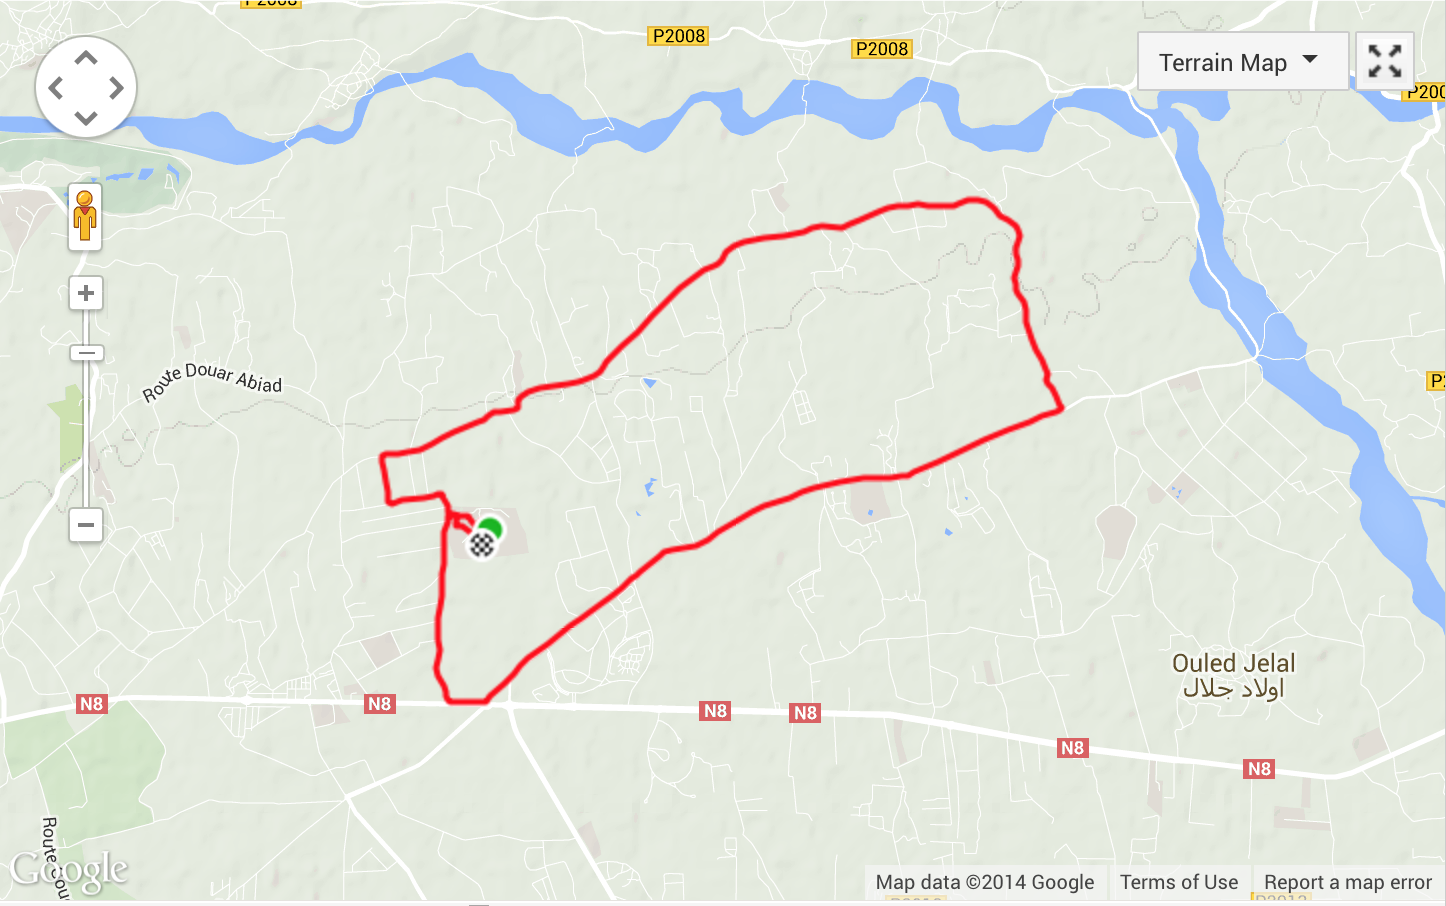 P2008
P2008
P2008
Terrain Map
P200
Route Douar Abiad
P2
Ouled Jelal
اولاد جلال
N8
N8
N8
N8
N8
N8
Route
Google
Map data ©2014 Google
Terms of Use
Report a map error